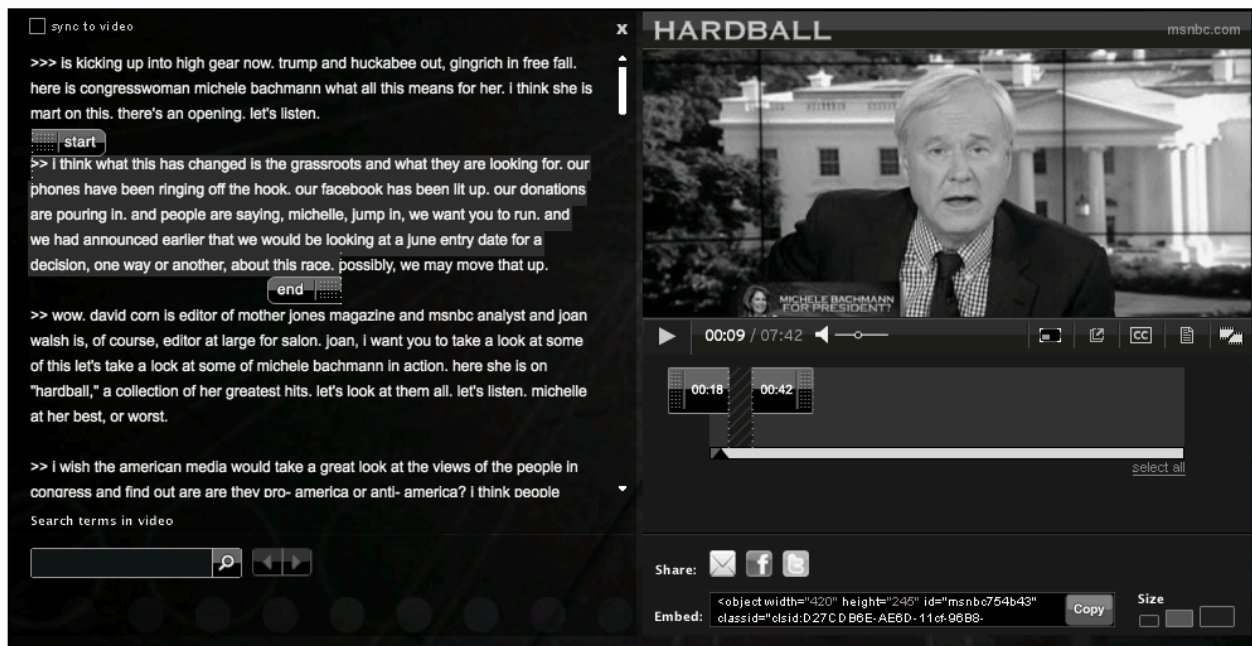 sync to video
x
>>> is kicking up into high gear now. trump and huckabee out, gingrich in free fall.
here is congresswoman michele bachmann what all this means for her. i think she is
mart on this. there's an opening. let's listen.
start
>> i think what this has changed is the grassroots and what they are looking for. our
phones have been ringing off the hook. our facebook has been lit up. our donations
are pouring in. and people are saying, michelle, jump in, we want you to run. and
we had announced earlier that we would be looking at a june entry date for a
decision, one way or another, about this race. possibly, we may move that up.
end
>> wow. david corn is editor of mother jones magazine and msnbc analyst and joan
walsh is, of course, editor at large for salon. joan, i want you to take a look at some
of this let's take a lock at some of michele bachmann in action. here she is on
"hardball," a collection of her greatest hits. let's look at them all. let's listen. michelle
at her best, or worst.
>> i wish the american media would take a great look at the views of the people in
congress and find out are are they pro- america or anti- america? i think people
Search terms in video
HARDBALL
msnbc.com
MICHELE BACHMANN
FOR PRESIDENT?
00:09 / 07:42
CC
00:18
00:42
select all
Share:
f
t
Embed:
<object width="420" height="245" id="msnbc754b43"
classid="clsid:D27CDB6E-AE6D-11cf-96B8-
Copy
Size